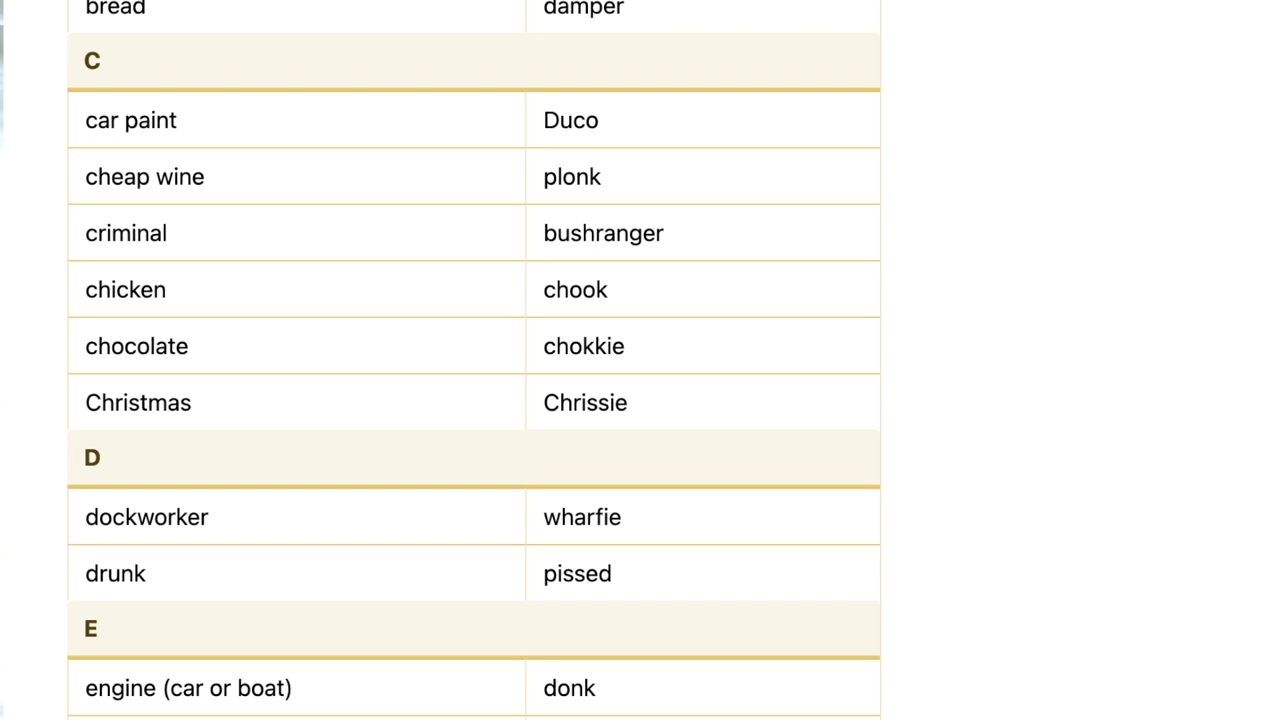 bread damper
C
car paint Duco
cheap wine plonk
criminal bushranger
chicken chook
chocolate chokkie
Christmas Chrissie
D
dockworker wharfie
drunk pissed
E
engine (car or boat) donk